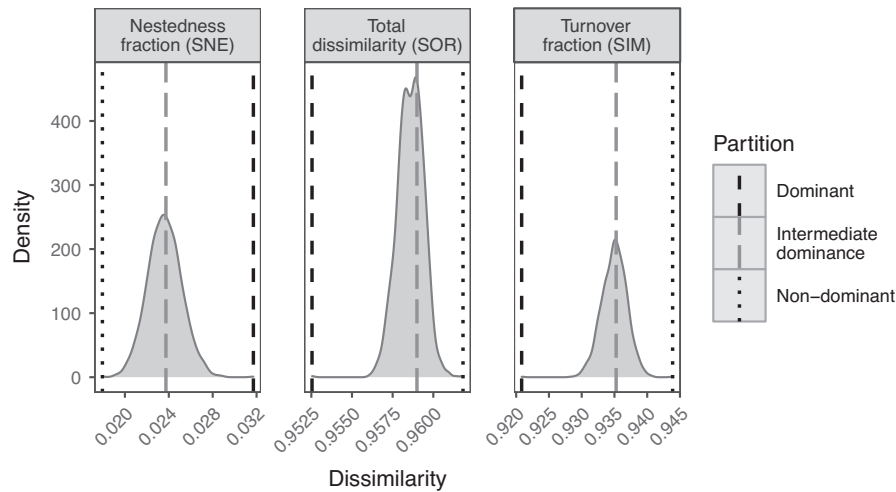 Nestedness
fraction (SNE)
Total
dissimilarity (SOR)
Turnover
fraction (SIM)
Density
400
300
200
100
0
0.020
0.024
0.028
0.032
0.9525
0.9550
0.9575
0.9600
0.920
0.925
0.930
0.935
0.940
0.945
Dissimilarity
Partition
Dominant
Intermediate
dominance
Non−dominant